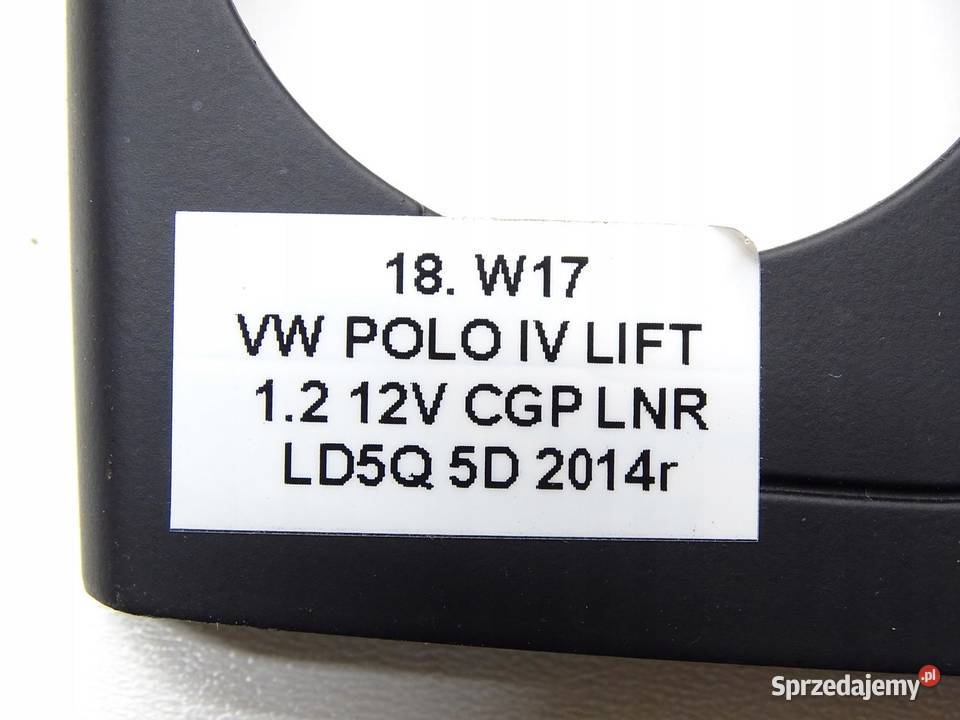 18. W17
VW POLO IV LIFT
1.2 12V CGP LNR
LD5Q 5D 2014r
Sprzedajemy.pl